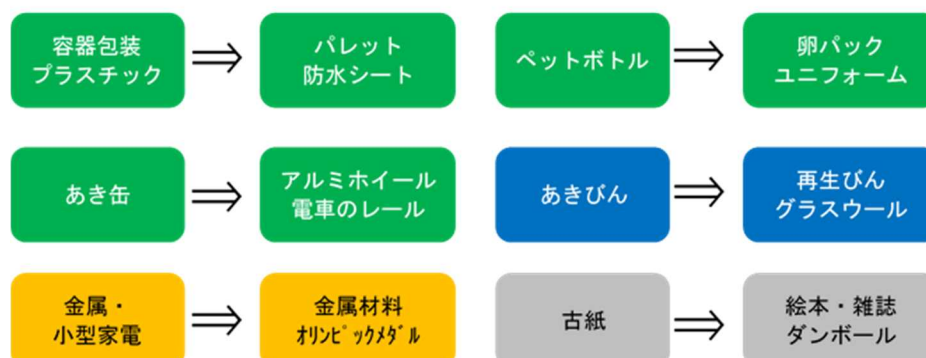 容器包装
プラスチック
⇒
パレット
防水シート
ペットボトル
⇒
卵パック
ユニフォーム
あき缶
⇒
アルミホイール
電車のレール
あきびん
⇒
再生びん
グラスウール
金属・
小型家電
⇒
金属材料
ｵﾘﾝﾋﾟｯｸﾒﾀﾞﾙ
古紙
⇒
絵本・雑誌
ダンボール